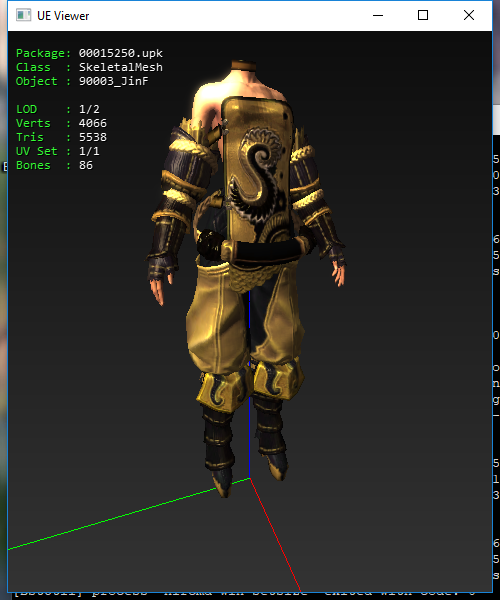 UE Viewer
Package: 00015250.upk
Class : SkeletalMesh
Object : 90003_JinF
LOD : 1/2
Verts : 4066
Tris : 5538
UV Set : 1/1
Bones : 86